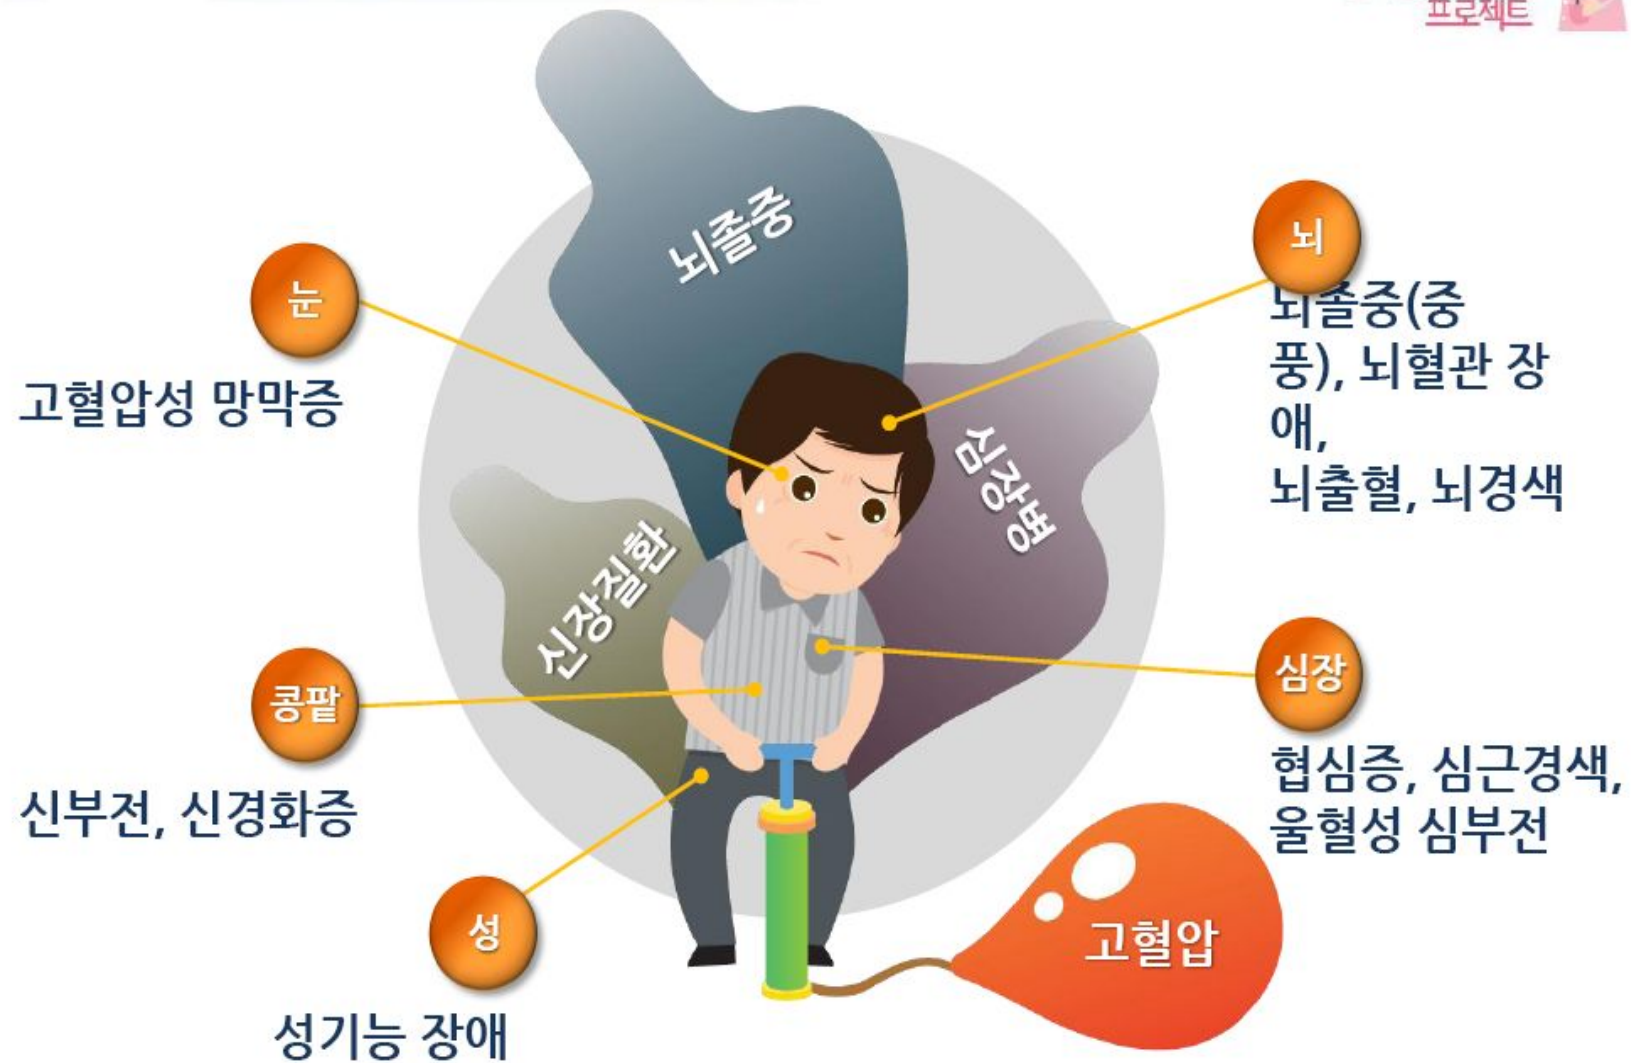 프로젝트
뇌졸중
뇌
눈
뇌졸중(중
풍), 뇌혈관 장
애,
뇌출혈, 뇌경색
고혈압성 망막증
심장병
신장질환
심장
콩팥
협심증, 심근경색,
울혈성 심부전
신부전, 신경화증
성
고혈압
성기능 장애